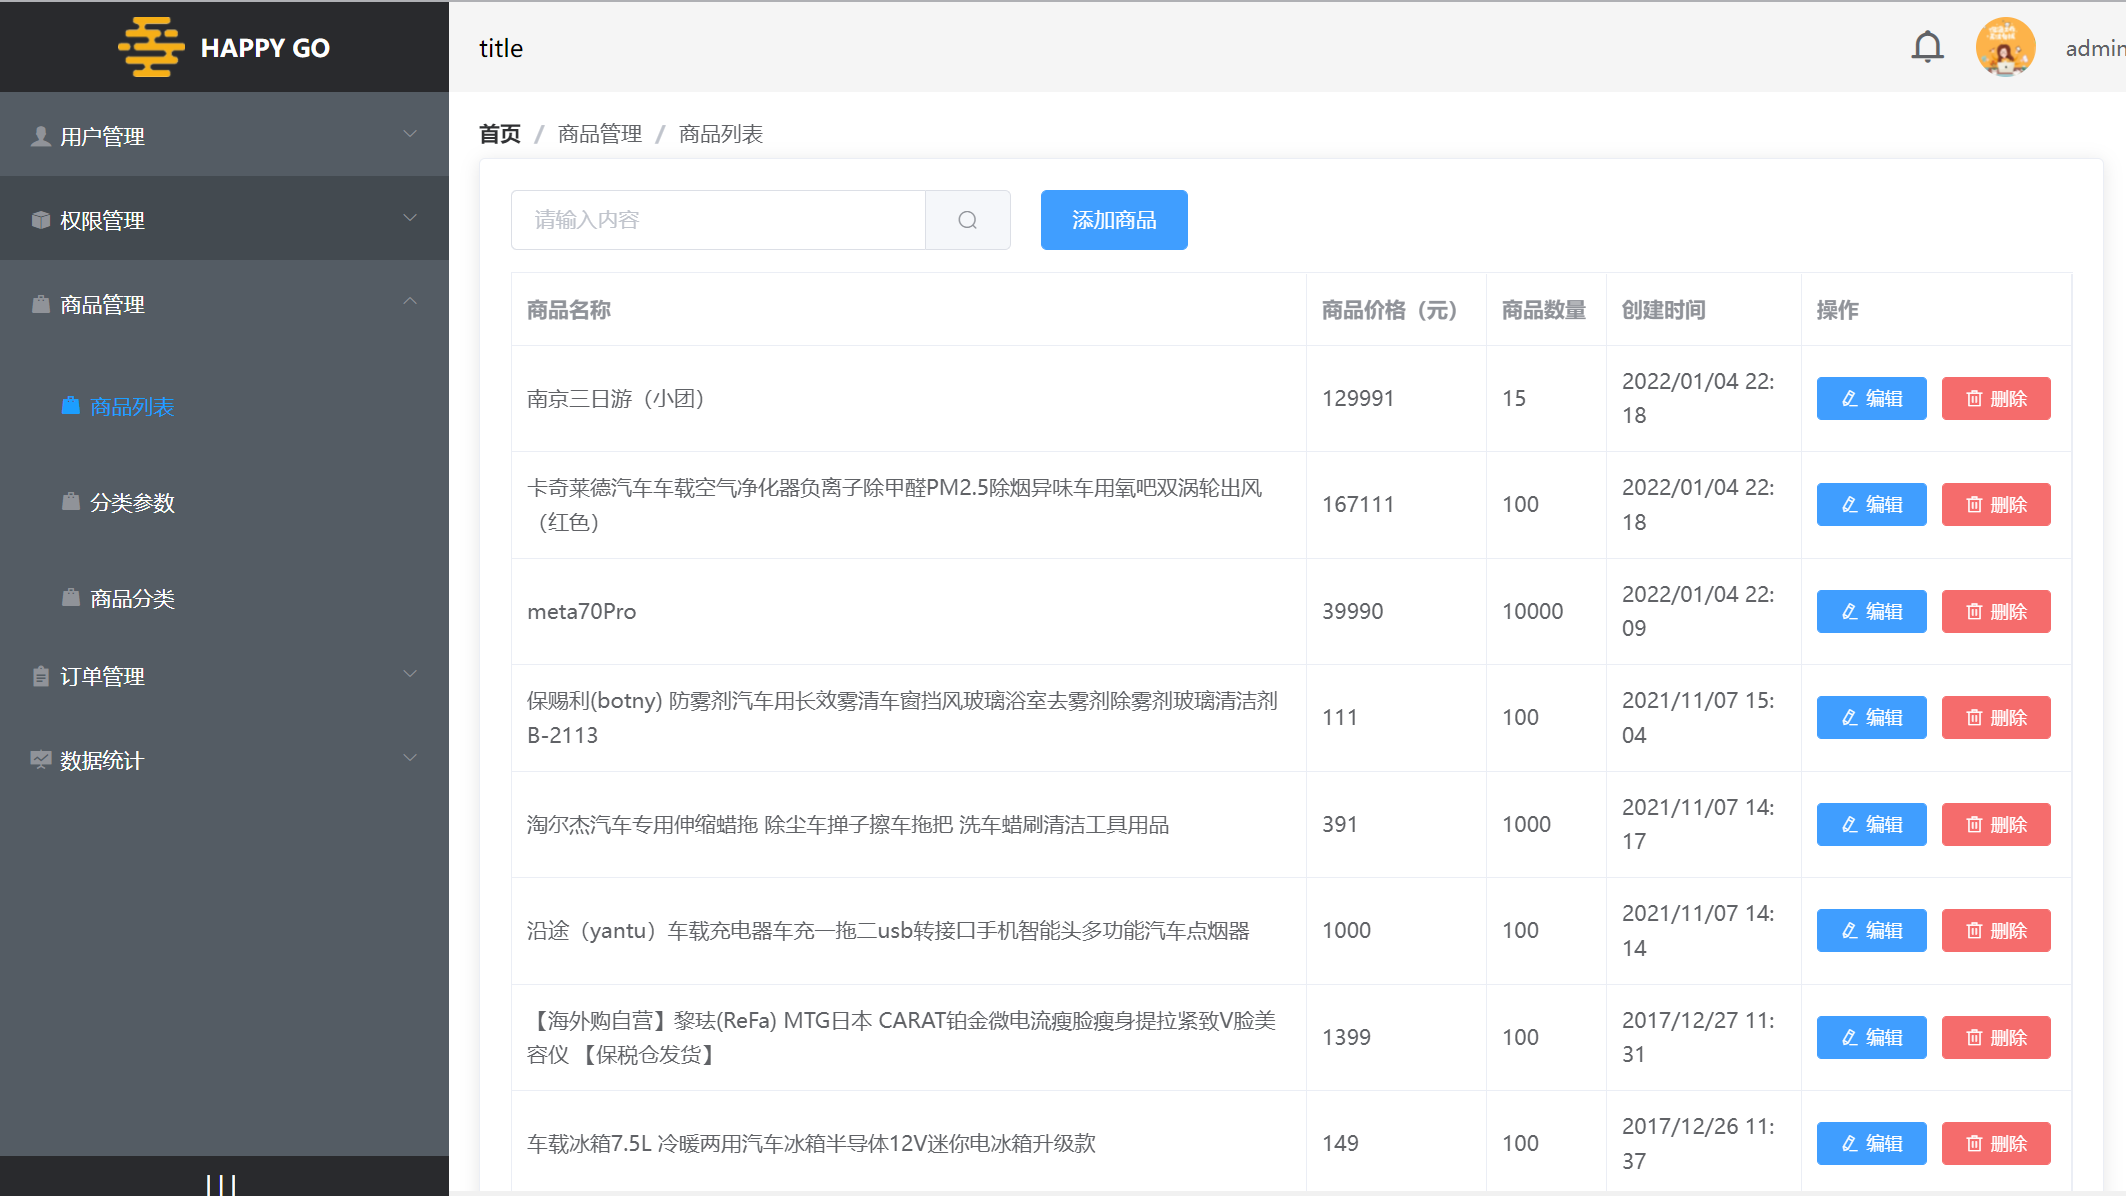 HAPPY GO
title
admin
用户管理
权限管理
商品管理
商品列表
分类参数
商品分类
订单管理
数据统计
|||
首页 / 商品管理 / 商品列表
请输入内容
添加商品
商品名称 商品价格（元） 商品数量 创建时间 操作
南京三日游（小团） 129991 15 2022/01/04 22:
18
编辑 删除
卡奇莱德汽车车载空气净化器负离子除甲醛PM2.5除烟异味车用氧吧双涡轮出风
（红色）
167111 100 2022/01/04 22:
18
编辑 删除
meta70Pro 39990 10000 2022/01/04 22:
09
编辑 删除
保赐利(botny) 防雾剂汽车用长效雾清车窗挡风玻璃浴室去雾剂除雾剂玻璃清洁剂
B-2113
111 100 2021/11/07 15:
04
编辑 删除
淘尔杰汽车专用伸缩蜡拖 除尘车掸子擦车拖把 洗车蜡刷清洁工具用品 391 1000 2021/11/07 14:
17
编辑 删除
沿途（yantu）车载充电器车充一拖二usb转接口手机智能头多功能汽车点烟器 1000 100 2021/11/07 14:
14
编辑 删除
【海外购自营】黎珐(ReFa) MTG日本 CARAT铂金微电流瘦脸瘦身提拉紧致V脸美
容仪 【保税仓发货】
1399 100 2017/12/27 11:
31
编辑 删除
车载冰箱7.5L 冷暖两用汽车冰箱半导体12V迷你电冰箱升级款 149 100 2017/12/26 11:
37
编辑 删除